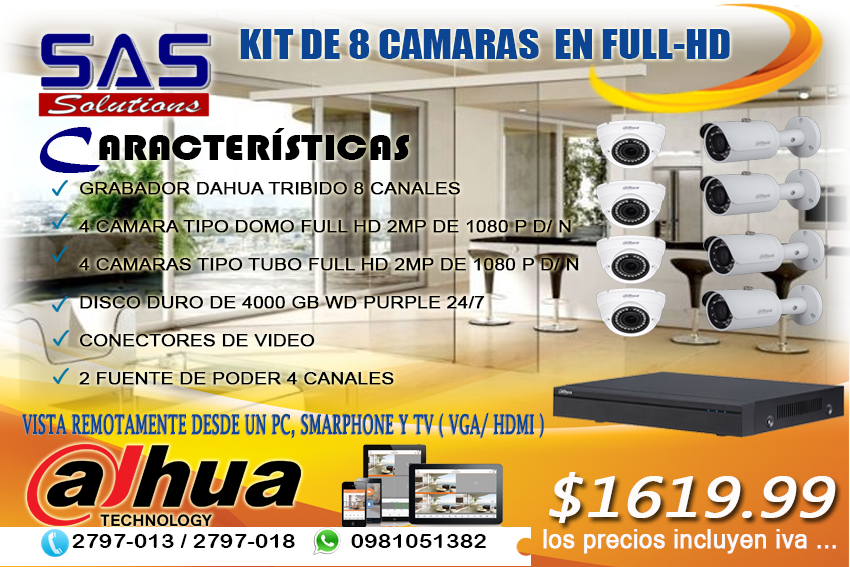 SAS
Solutions
KIT DE 8 CAMARAS EN FULL-HD
CARACTERÍSTICAS
GRABADOR DAHUA TRIBIDO 8 CANALES
4 CAMARA TIPO DOMO FULL HD 2MP DE 1080 P D/ N
4 CAMARAS TIPO TUBO FULL HD 2MP DE 1080 P D/ N
DISCO DURO DE 4000 GB WD PURPLE 24/7
CONECTORES DE VIDEO
2 FUENTE DE PODER 4 CANALES
VISTA REMOTAMENTE DESDE UN PC, SMARPHONE Y TV ( VGA/ HDMI )
alhua
TECHNOLOGY
$1619.99
los precios incluyen iva ...
2797-013 / 2797-018 0981051382